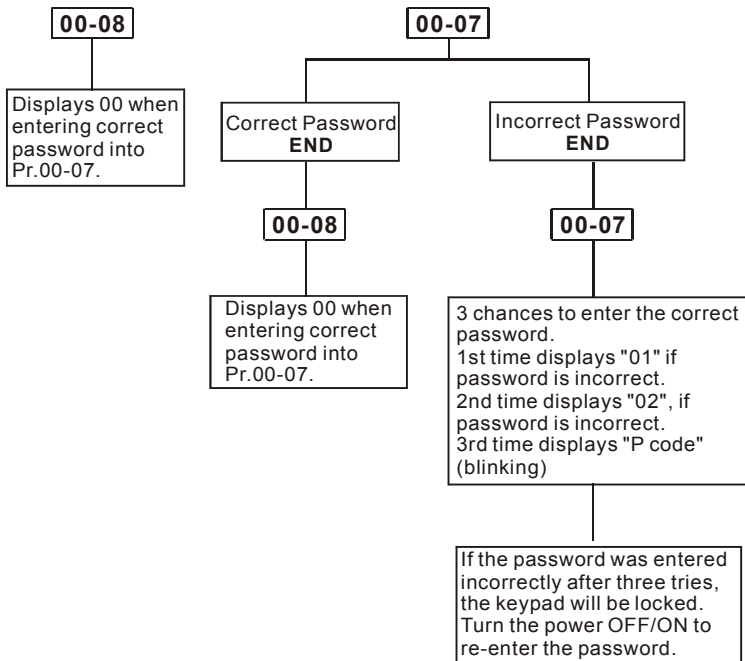 00-08
Displays 00 when
entering correct
password into
Pr.00-07.
00-07
Correct Password
END
00-08
Displays 00 when
entering correct
password into
Pr.00-07.
Incorrect Password
END
00-07
3 chances to enter the correct
password.
1st time displays "01" if
password is incorrect.
2nd time displays "02", if
password is incorrect.
3rd time displays "P code"
(blinking)
If the password was entered
incorrectly after three tries,
the keypad will be locked.
Turn the power OFF/ON to
re-enter the password.